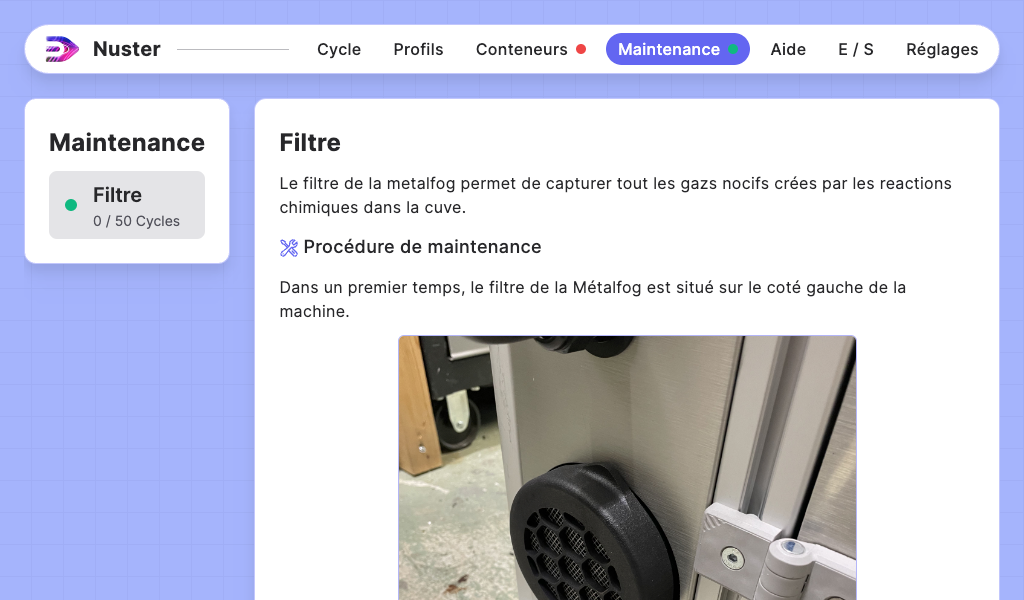 Nuster
Cycle
Profils
Conteneurs
Maintenance
Aide
E / S
Réglages
Maintenance
Filtre
0 / 50 Cycles
Filtre
Le filtre de la metalfog permet de capturer tout les gazs nocifs crées par les reactions
chimiques dans la cuve.
Procédure de maintenance
Dans un premier temps, le filtre de la Métalfog est situé sur le coté gauche de la
machine.